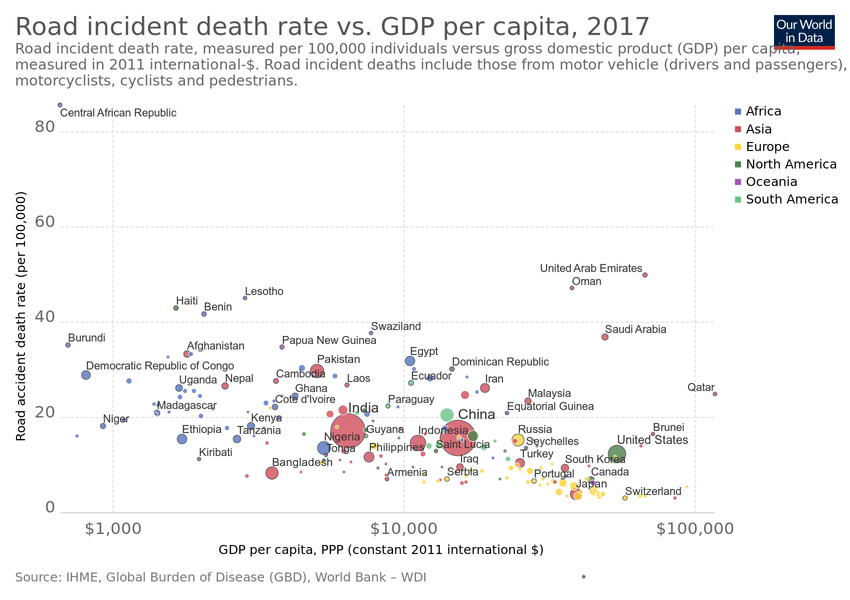 Road incident death rate vs. GDP per capita, 2017
Our World
in Data
Road incident death rate, measured per 100,000 individuals versus gross domestic product (GDP) per capita,
measured in 2011 international-$. Road incident deaths include those from motor vehicle (drivers and passengers),
motorcyclists, cyclists and pedestrians.
Central African Republic
80
60
40
20
0
Road accident death rate (per 100,000)
Africa
Asia
Europe
North America
Oceania
South America
United Arab Emirates
Oman
Lesotho
Haiti
Benin
Swaziland
Saudi Arabia
Burundi
Papua New Guinea
Afghanistan
Egypt
Pakistan
Dominican Republic
Democratic Republic of Congo
Cambodia
Laos
Ecuador
Iran
Uganda
Nepal
Ghana
Qatar
Malaysia
Cote d'Ivoire
Paraguay
Equatorial Guinea
Madagascar
India
China
Niger
Kenya
Ethiopia
Tanzania
Nigeria
Guyana
Indonesia
Russia
Brunei
Tonga
Philippines
Saint Lucia
Seychelles
United States
Kiribati
Turkey
Bangladesh
Iraq
South Korea
Armenia
Serbia
Portugal
Canada
Japan
Switzerland
$1,000
$10,000
$100,000
GDP per capita, PPP (constant 2011 international $)
Source: IHME, Global Burden of Disease (GBD), World Bank – WDI